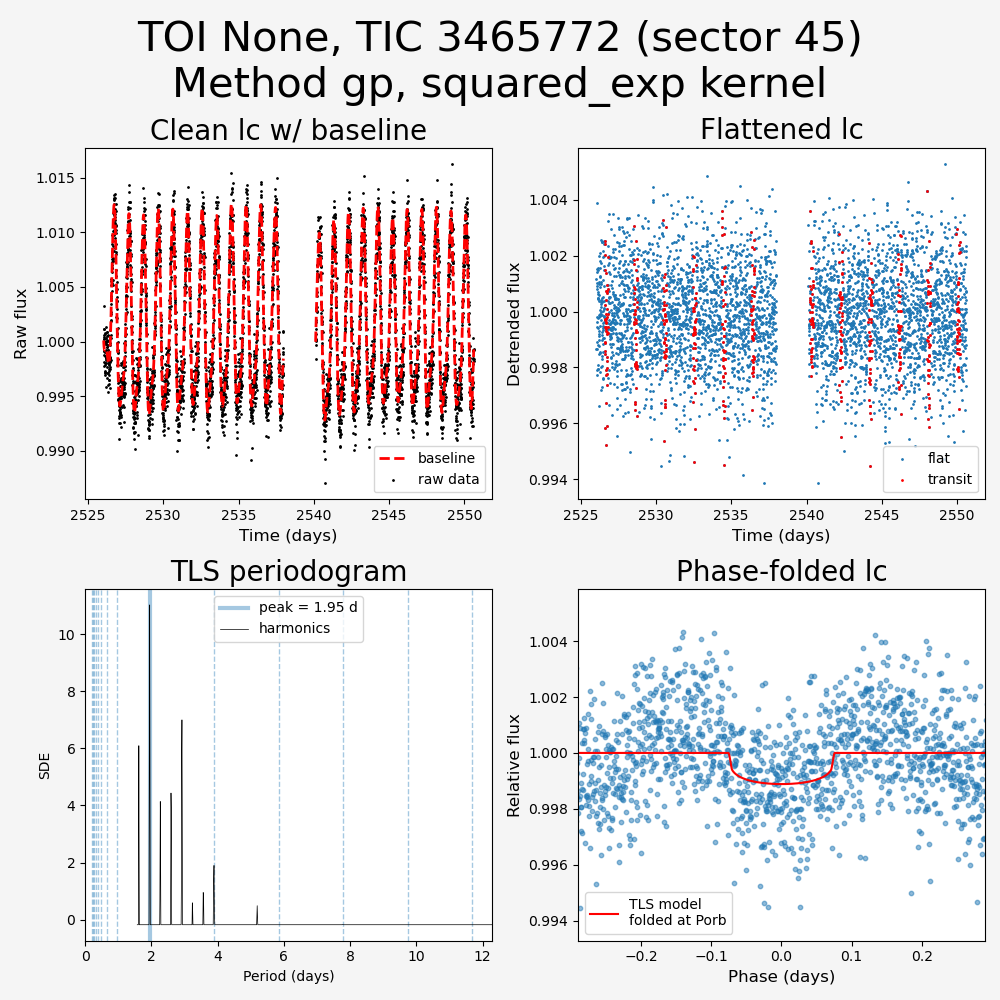 TOI None, TIC 3465772 (sector 45)
Method gp, squared_exp kernel
Clean lc w/ baseline
Raw flux
1.015
1.010
1.005
1.000
0.995
0.990
baseline
raw data
2525
2530
2535
2540
2545
2550
Time (days)
Flattened lc
Detrended flux
1.004
1.002
1.000
0.998
0.996
0.994
flat
transit
2525
2530
2535
2540
2545
2550
Time (days)
TLS periodogram
SDE
10
8
6
4
2
0
peak = 1.95 d
harmonics
0
2
4
6
8
10
12
Period (days)
Phase-folded lc
Relative flux
1.004
1.002
1.000
0.998
0.996
0.994
TLS model
folded at Porb
−0.2
−0.1
0.0
0.1
0.2
Phase (days)